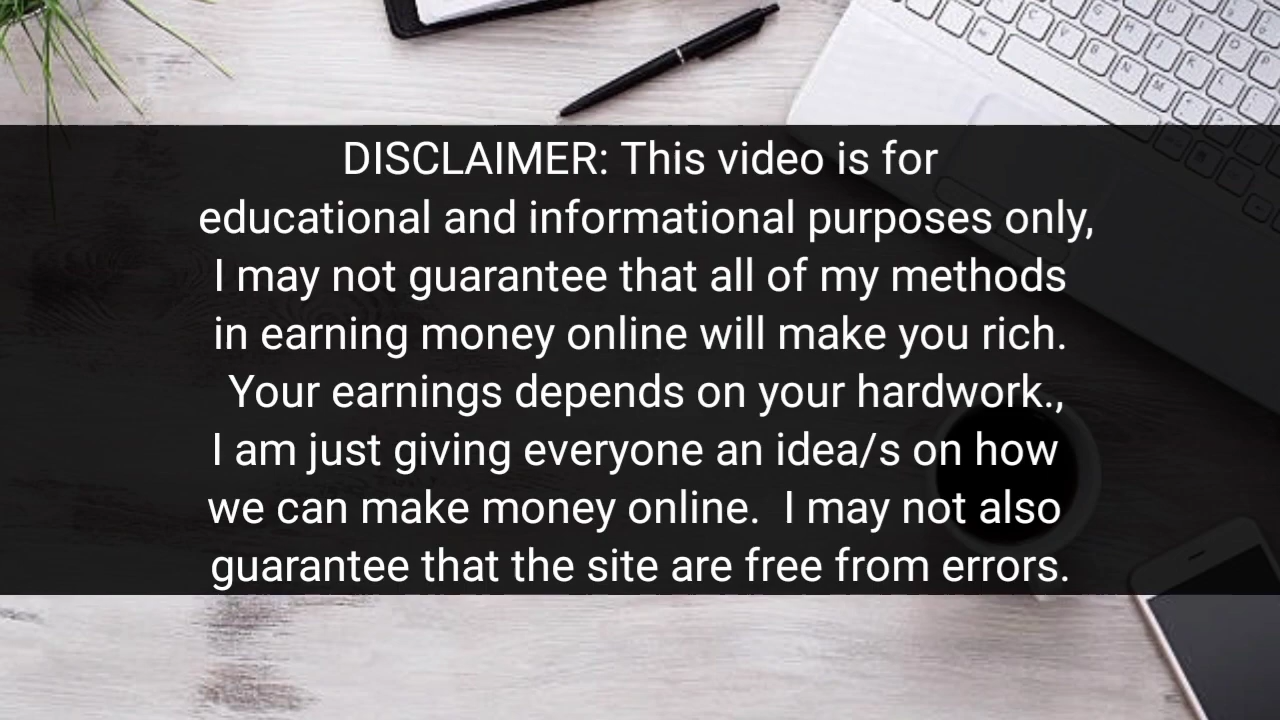 DISCLAIMER: This video is for
educational and informational purposes only,
I may not guarantee that all of my methods
in earning money online will make you rich.
Your earnings depends on your hardwork.,
I am just giving everyone an idea/s on how
we can make money online.  I may not also
guarantee that the site are free from errors.